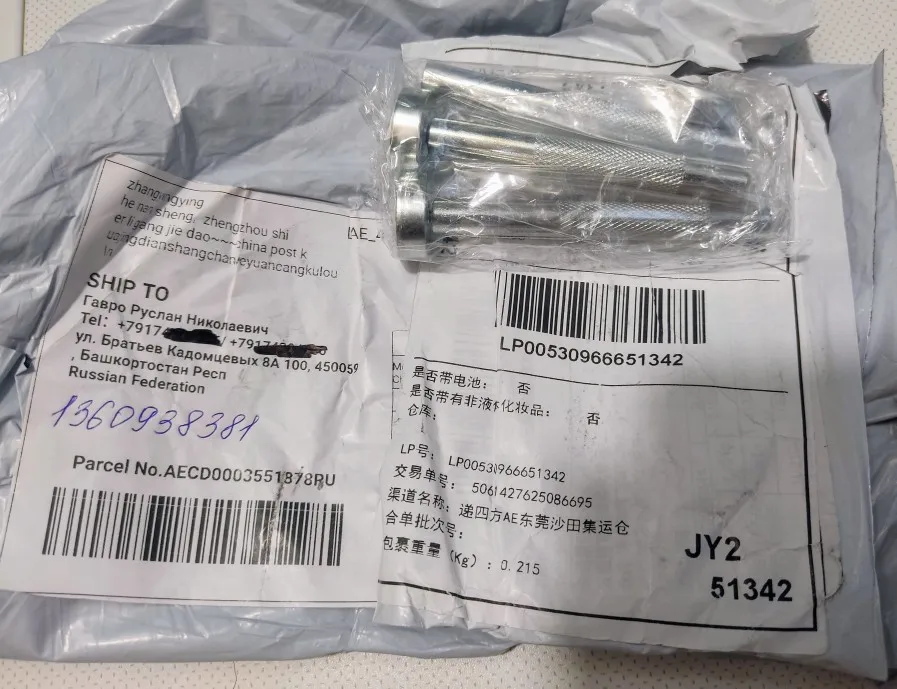 zhangyingying
he nan sheng, zhengzhou shi
er ligang jie dao~~~china post k
SHIP TO
Гавро Руслан Николаевич
Tel: +7917 / +7917
ул. Братьев Кадомцевых 8А 100, 450059
, Башкортостан Респ
Russian Federation
1360938381
Parcel No.AECD0003551878RU
LP00530966651342
是否带电池: 否
是否带有非液体化妆品: 否
仓库:
LP号: LP00530966651342
交易单号: 5061427625086695
渠道名称: 递四方AE东莞沙田集运仓
合单批次号:
包裹重量 (Kg) : 0.215
JY2
51342